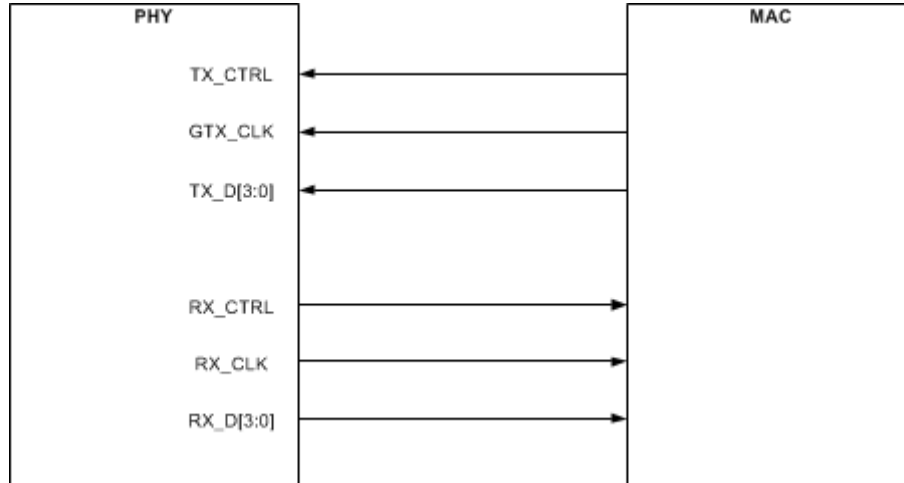 PHY
MAC
TX_CTRL
GTX_CLK
TX_D[3:0]
RX_CTRL
RX_CLK
RX_D[3:0]